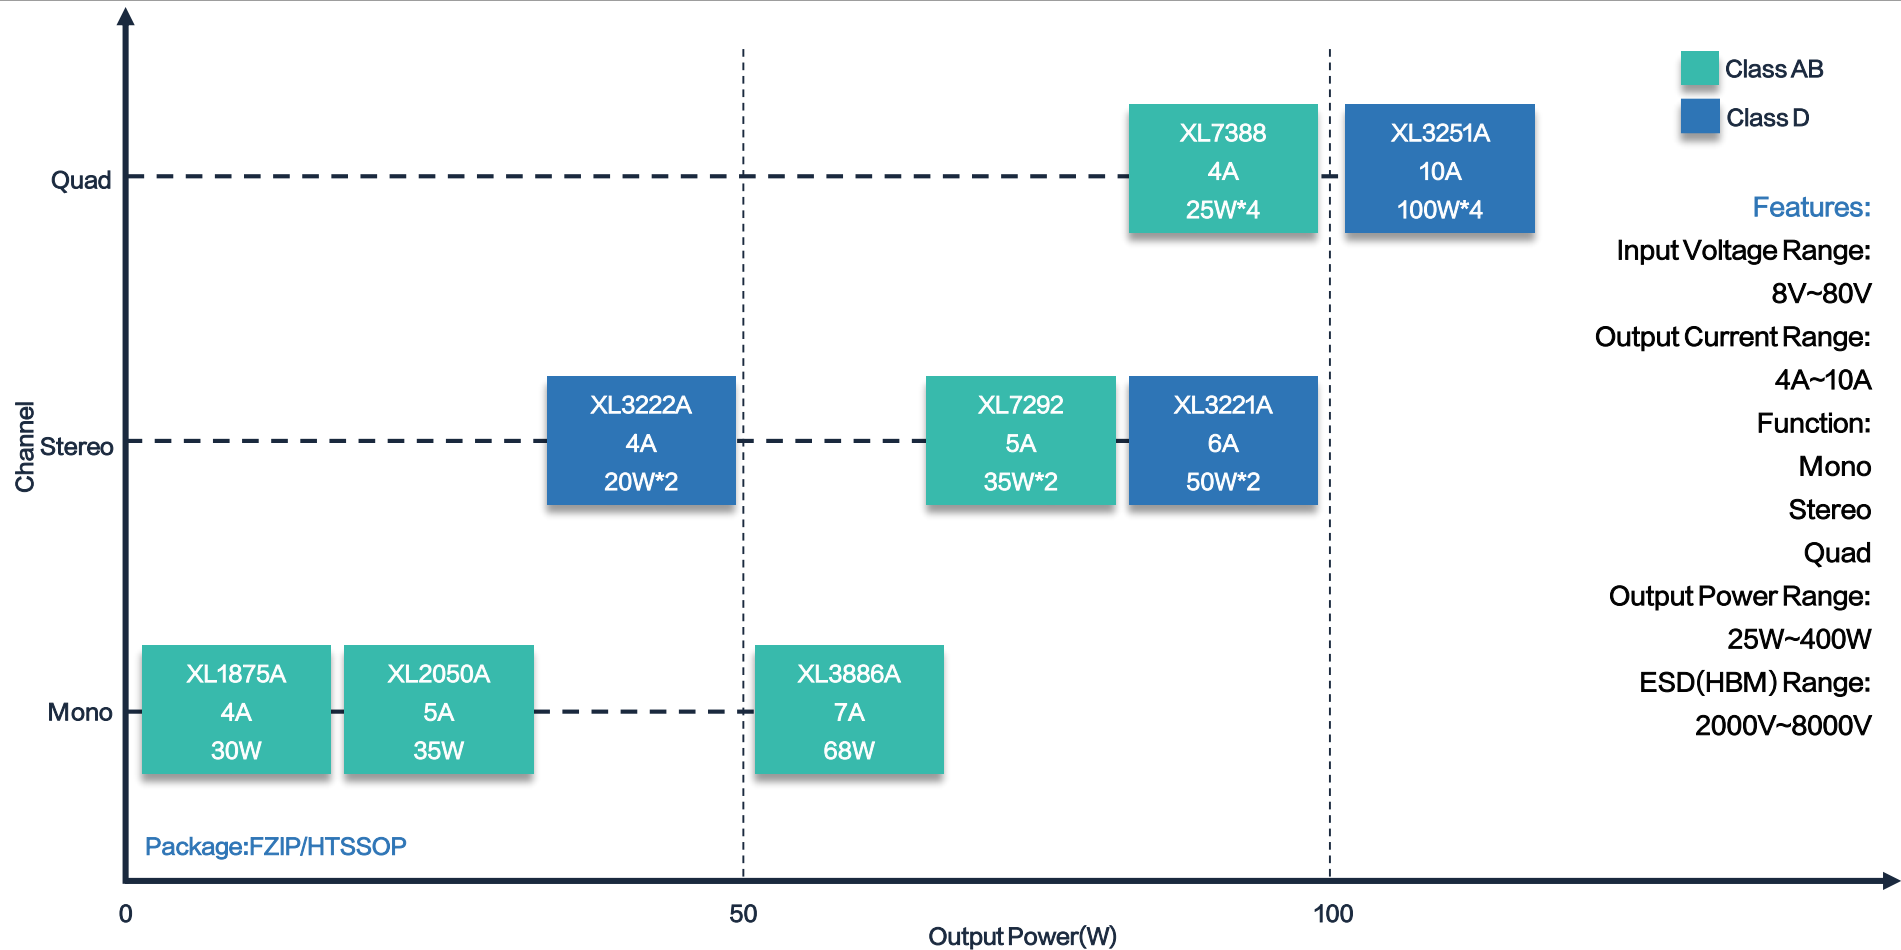 Class AB
Class D
Quad
XL7388
4A
25W*4
XL3251A
10A
100W*4
Channel
Stereo
XL3222A
4A
20W*2
XL7292
5A
35W*2
XL3221A
6A
50W*2
Mono
XL1875A
4A
30W
XL2050A
5A
35W
XL3886A
7A
68W
Features:
Input Voltage Range:
8V~80V
Output Current Range:
4A~10A
Function:
Mono
Stereo
Quad
Output Power Range:
25W~400W
ESD(HBM) Range:
2000V~8000V
Package:FZIP/HTSSOP
0
50
100
Output Power(W)